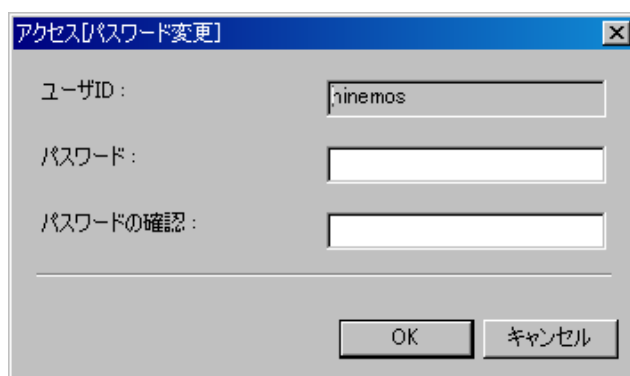 アクセス[パスワード変更]
ユーザID :
hinemos
パスワード :
パスワードの確認 :
OK
キャンセル